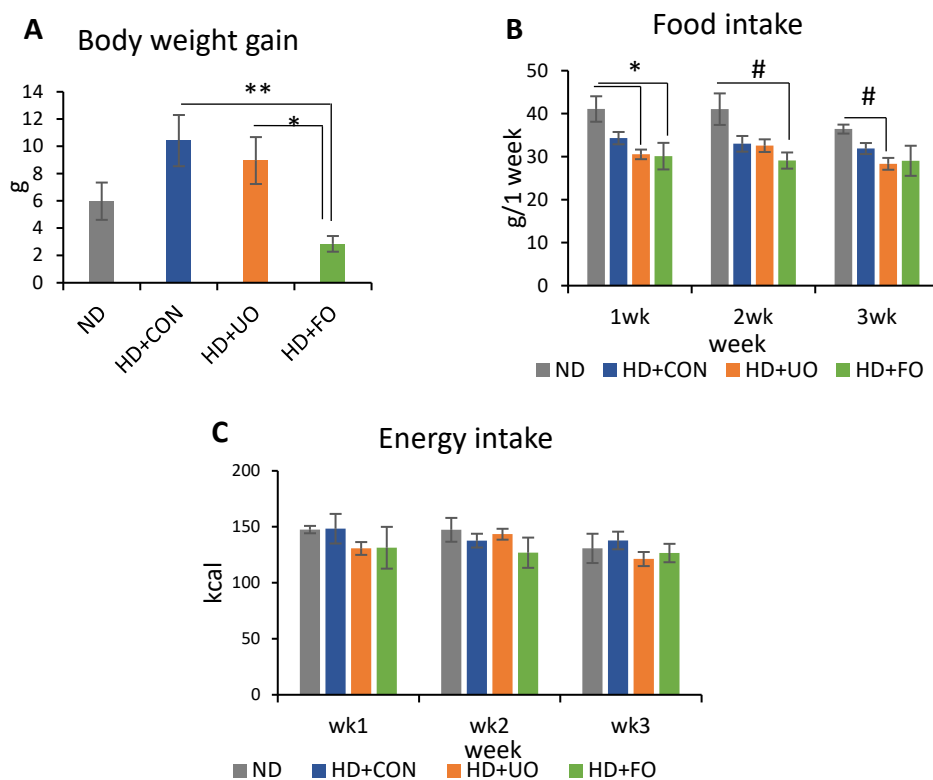 A Body weight gain
g
14
12
10
8
6
4
2
0
**
*
ND HD+CON HD+UO HD+FO
B Food intake
g/1 week
50
40
30
20
10
0
*
#
#
1wk 2wk 3wk
week
ND HD+CON HD+UO HD+FO
C Energy intake
kcal
200
150
100
50
0
wk1 wk2 wk3
week
ND HD+CON HD+UO HD+FO